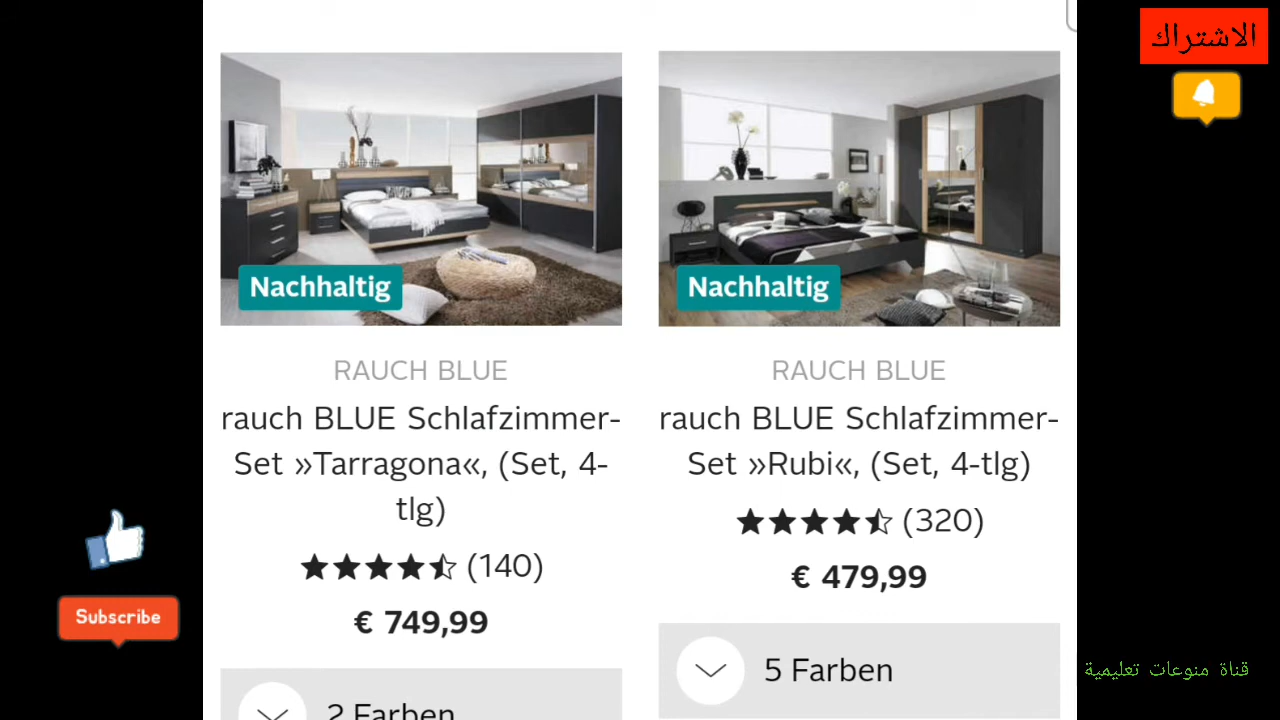 الاشتراك
Nachhaltig
RAUCH BLUE
rauch BLUE Schlafzimmer-
Set »Tarragona«, (Set, 4-
tlg)
(140)
€ 749,99
2 Farben
Nachhaltig
RAUCH BLUE
rauch BLUE Schlafzimmer-
Set »Rubi«, (Set, 4-tlg)
(320)
€ 479,99
5 Farben
Subscribe
قناة منوعات تعليمية